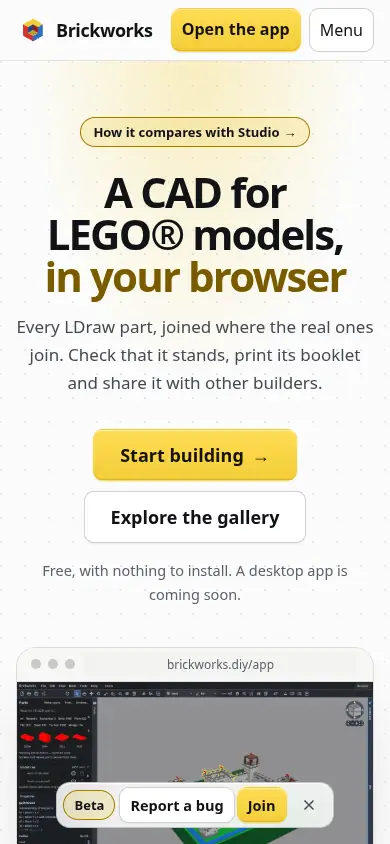 Brickworks
Open the app
Menu
How it compares with Studio →
A CAD for
LEGO® models,
in your browser
Every LDraw part, joined where the real ones
join. Check that it stands, print its booklet
and share it with other builders.
Start building →
Explore the gallery
Free, with nothing to install. A desktop app is
coming soon.
brickworks.diy/app
Beta
Report a bug
Join
✕